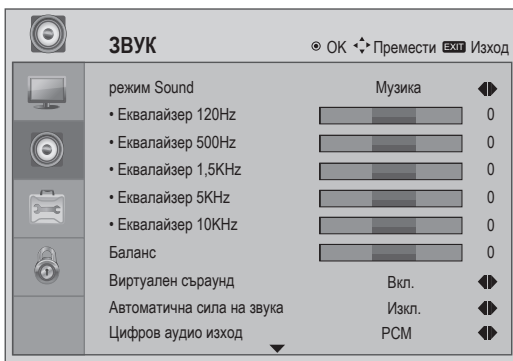 ЗВУК OK Премести EXIT Изход
режим Sound Музика
• Еквалайзер 120Hz 0
• Еквалайзер 500Hz 0
• Еквалайзер 1,5KHz 0
• Еквалайзер 5KHz 0
• Еквалайзер 10KHz 0
Баланс 0
Виртуален съраунд Вкл.
Автоматична сила на звука Изкл.
Цифров аудио изход PCM